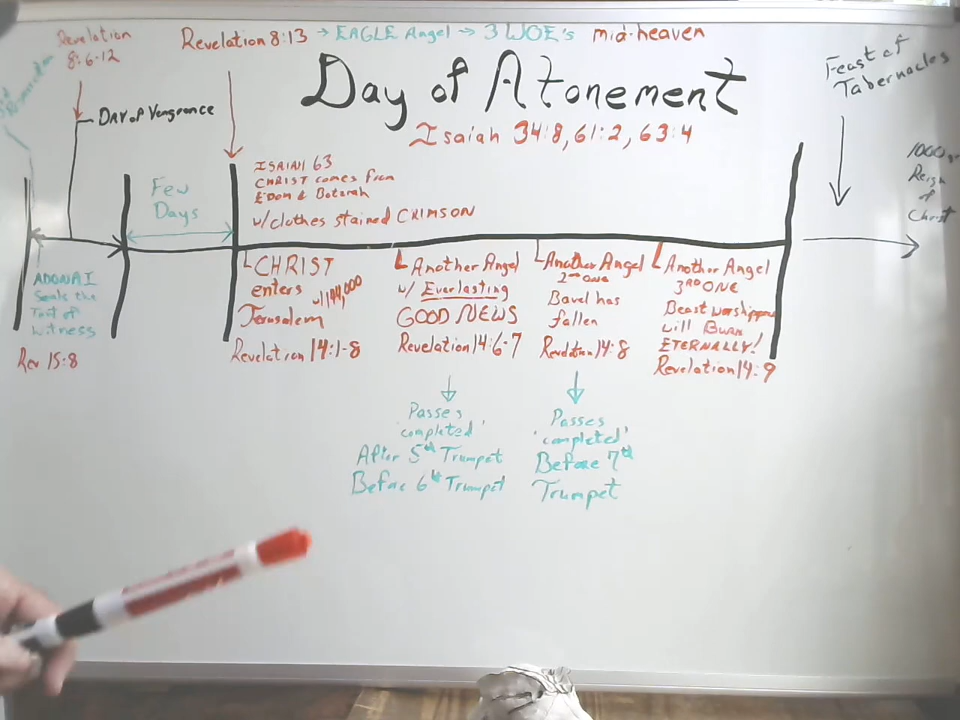 Revelation
8:6-12
Revelation 8:13 → EAGLE Angel → 3 WOE's mid-heaven
Day of Atonement
Isaiah 34:8, 61:2, 63:4
Feast of
Tabernacles
DAY of Vengeance
1000
Reign
of
Christ
Few
Days
ISAIAH 63
CHRIST comes from
EDOM & Bozrah
w/clothes stained CRIMSON
ADONAI
Seals the
Tent of
Witness
Rev 15:8
CHRIST
enters w/144,000
Jerusalem
Revelation 14:1-8
Another Angel
w/ Everlasting
GOOD NEWS
Revelation 14:6-7
Another Angel
2nd ONE
Bavel has
fallen
Revelation 14:8
Another Angel
3RD ONE
Beast worshippers
will Burn
ETERNALLY!
Revelation 14:9
Passes
'completed'
After 5th Trumpet
Before 6th Trumpet
Passes
'completed'
Before 7th
Trumpet